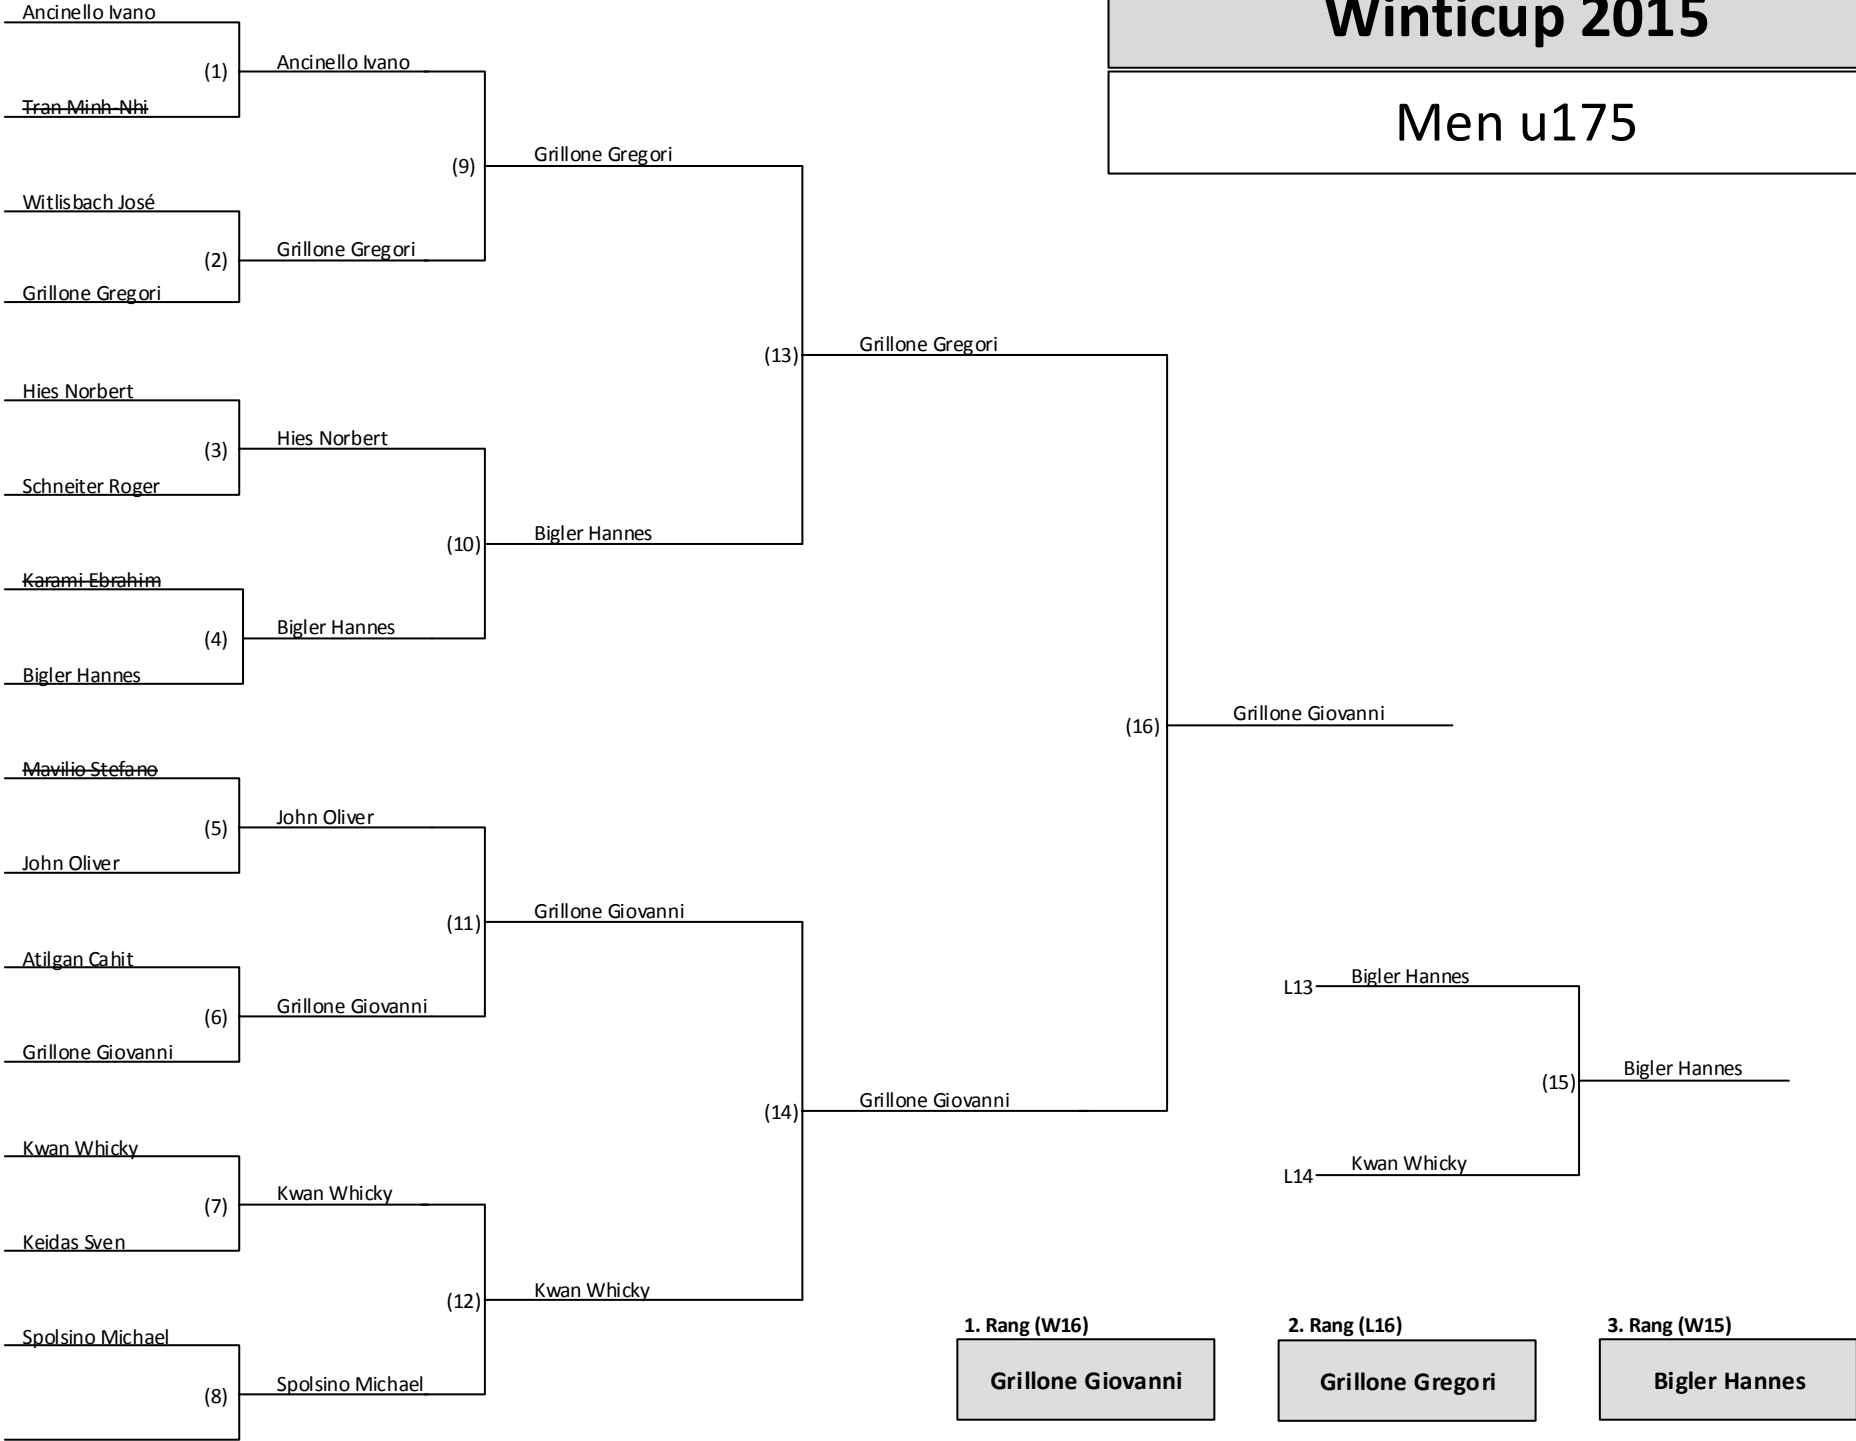 Winticup 2015
Men u175
Ancinello Ivano
(1)
Tran Minh-Nhi
Ancinello Ivano
Witlisbach José
(2)
Grillone Gregori
Grillone Gregori
(9)
Grillone Gregori
Hies Norbert
(3)
Schneiter Roger
Hies Norbert
Karami Ebrahim
(4)
Bigler Hannes
Bigler Hannes
(10)
Bigler Hannes
(13)
Grillone Gregori
Mavilio Stefano
(5)
John Oliver
John Oliver
Atilgan Cahit
(6)
Grillone Giovanni
Grillone Giovanni
(11)
Grillone Giovanni
Kwan Whicky
(7)
Keidas Sven
Kwan Whicky
Spolsino Michael
(8)
Spolsino Michael
(12)
Kwan Whicky
(14)
Grillone Giovanni
(16)
Grillone Giovanni
L13
Bigler Hannes
(15)
Bigler Hannes
L14
Kwan Whicky
1. Rang (W16)
Grillone Giovanni
2. Rang (L16)
Grillone Gregori
3. Rang (W15)
Bigler Hannes